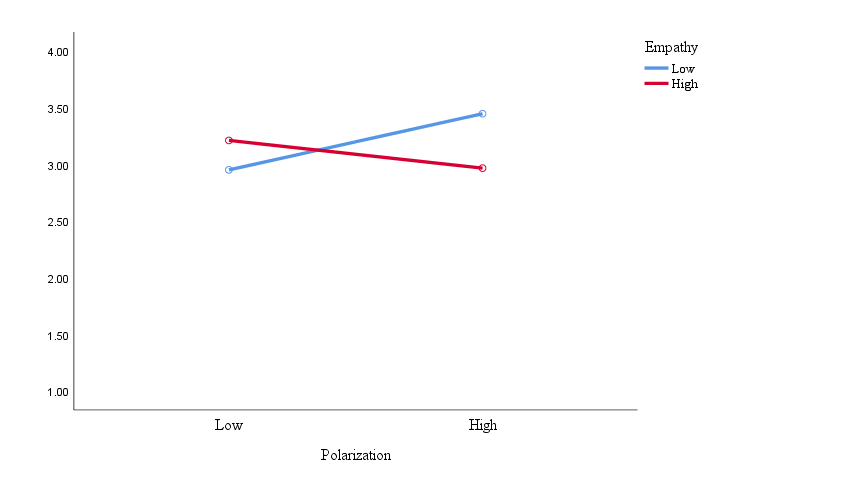 4.00
3.50
3.00
2.50
2.00
1.50
1.00
Low
High
Polarization
Empathy
Low
High